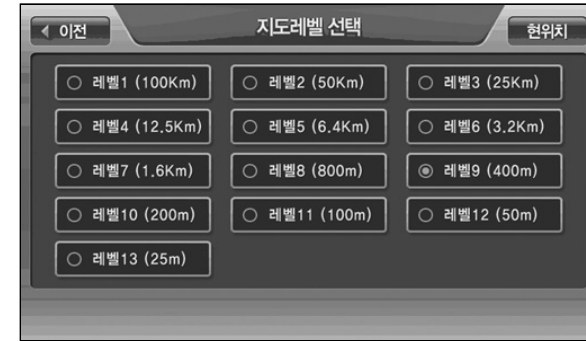 이전 지도레벨 선택 현위치
레벨1 (100Km) 레벨2 (50Km) 레벨3 (25Km)
레벨4 (12.5Km) 레벨5 (6.4Km) 레벨6 (3.2Km)
레벨7 (1.6Km) 레벨8 (800m) 레벨9 (400m)
레벨10 (200m) 레벨11 (100m) 레벨12 (50m)
레벨13 (25m)